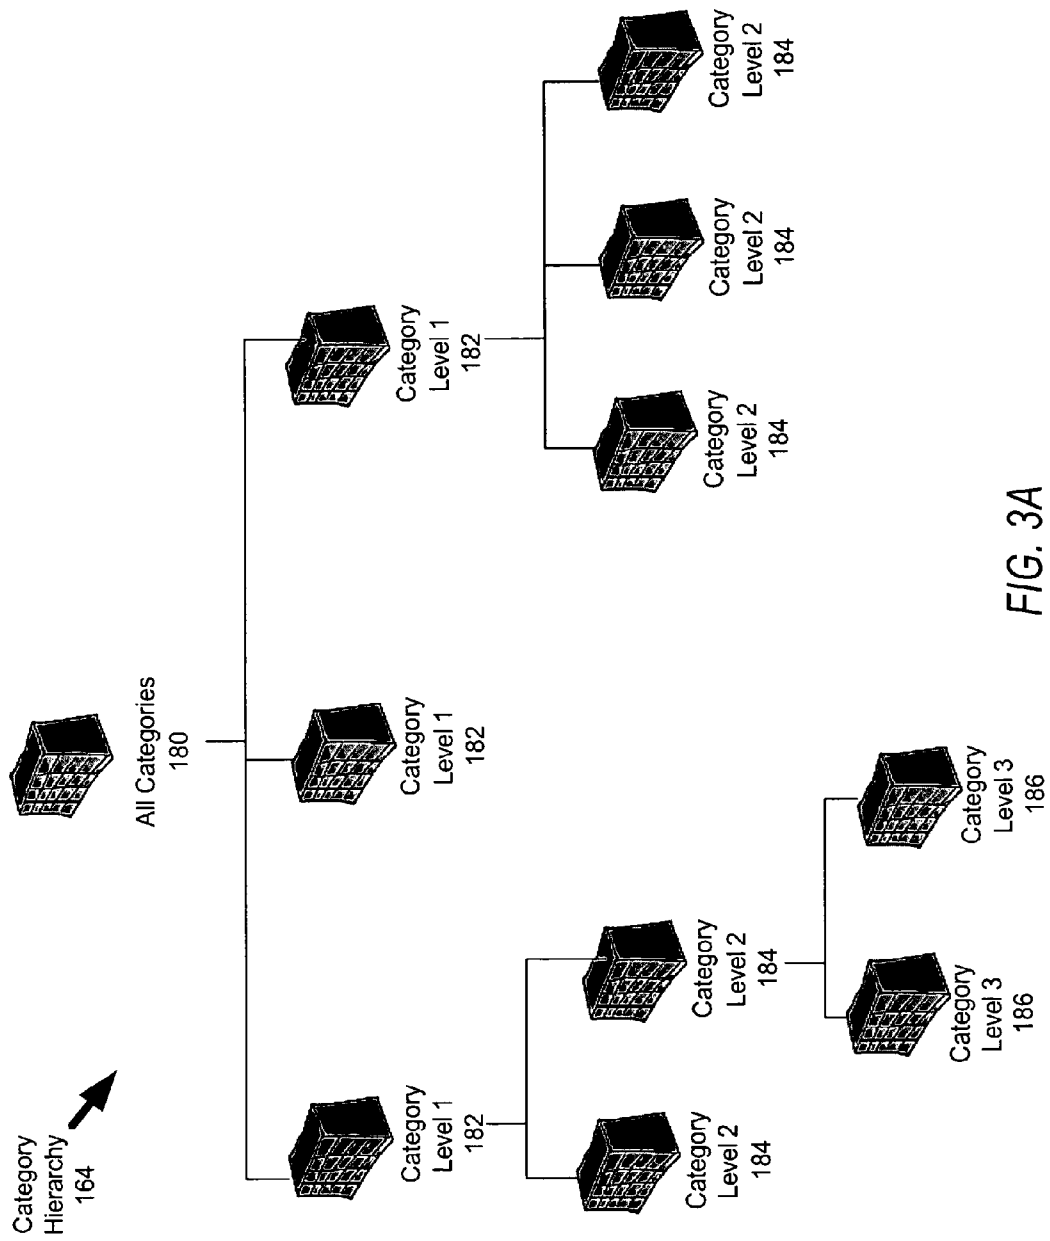 Category
Hierarchy
164
All Categories
180
Category
Level 1
182
Category
Level 1
182
Category
Level 1
182
Category
Level 2
184
Category
Level 2
184
Category
Level 2
184
Category
Level 2
184
Category
Level 2
184
Category
Level 3
186
Category
Level 3
186
FIG. 3A